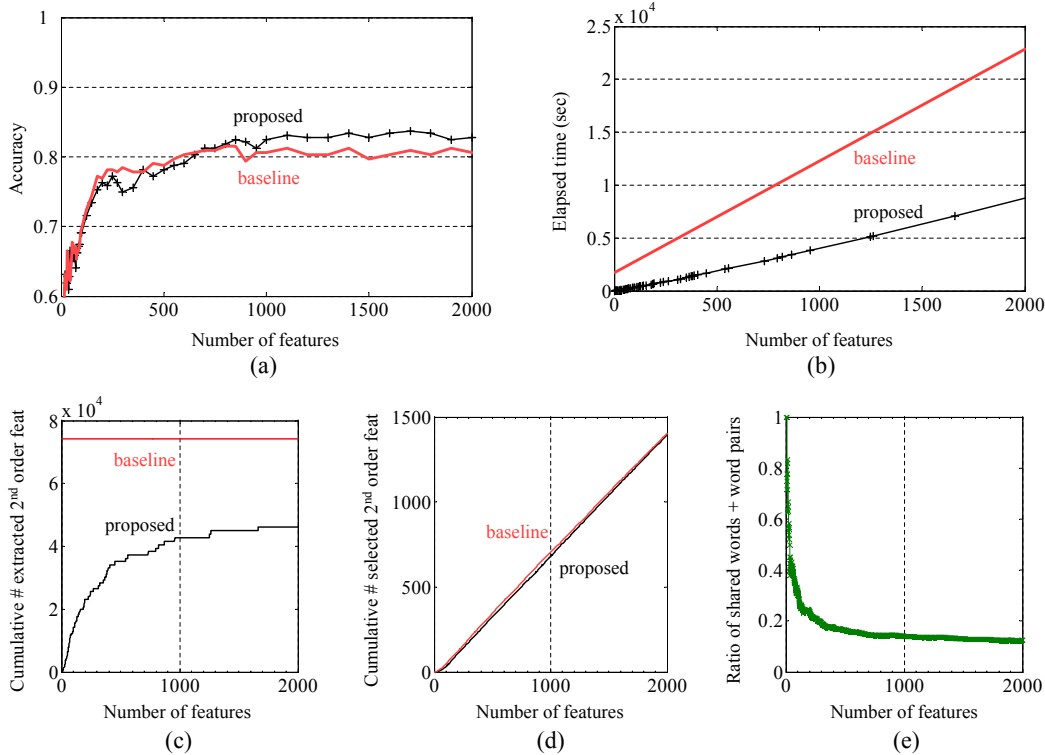 1
0.9
0.8
0.7
0.6
0
500
1000
1500
2000
Accuracy
Number of features
proposed
baseline
(a)
x 10⁴
2.5
2
1.5
1
0.5
0
0
500
1000
1500
2000
Elapsed time (sec)
Number of features
baseline
proposed
(b)
x 10⁴
8
6
4
2
0
0
1000
2000
Cumulative # extracted 2nd order feat
Number of features
baseline
proposed
(c)
1500
1000
500
0
0
1000
2000
Cumulative # selected 2nd order feat
Number of features
baseline
proposed
(d)
1
0.8
0.6
0.4
0.2
0
0
1000
2000
Ratio of shared words + word pairs
Number of features
(e)